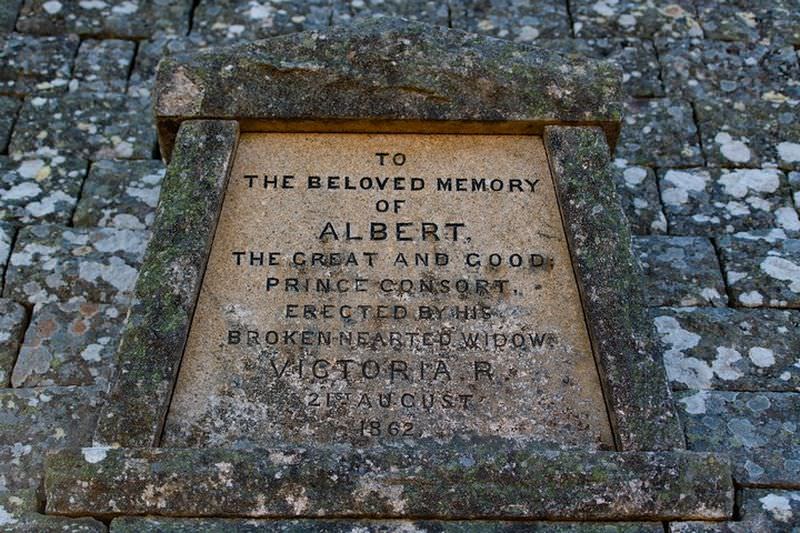 TO
THE BELOVED MEMORY
OF
ALBERT,
THE GREAT AND GOOD;
PRINCE CONSORT,
ERECTED BY HIS
BROKEN-HEARTED WIDOW
VICTORIA R.
21ST AUGUST
1862